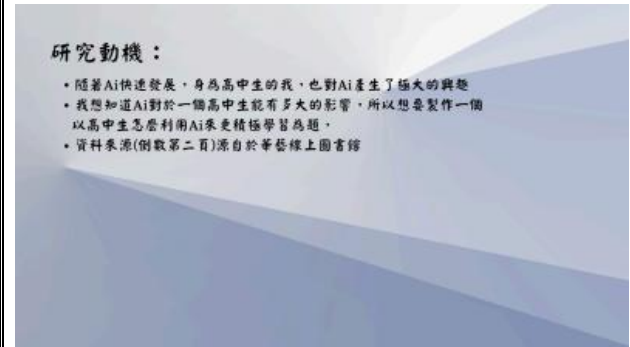 研究動機：
• 隨著Ai快速發展，身為高中生的我，也對Ai產生了極大的興趣
• 我想知道Ai對於一個高中生能有多大的影響，所以想要製作一個
以高中生怎麼利用Ai來更積極學習為題，
• 資料來源(倒數第二頁)源自於華藝線上圖書館